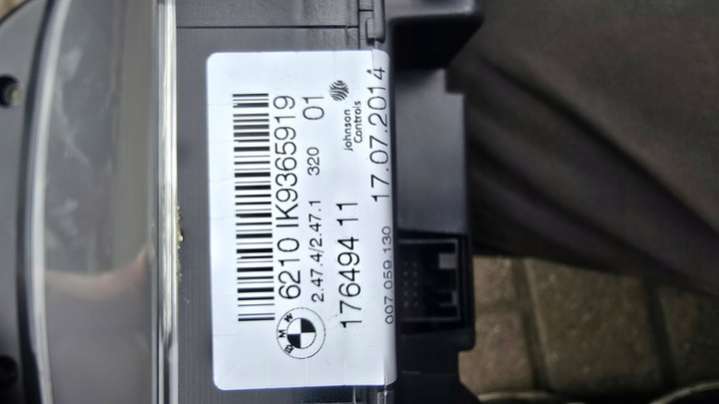 6210 IK9365919
2.47.4/2.47.1 320 01
BMW
176494 11
Johnson
Controls
007 059 130 17.07.2014